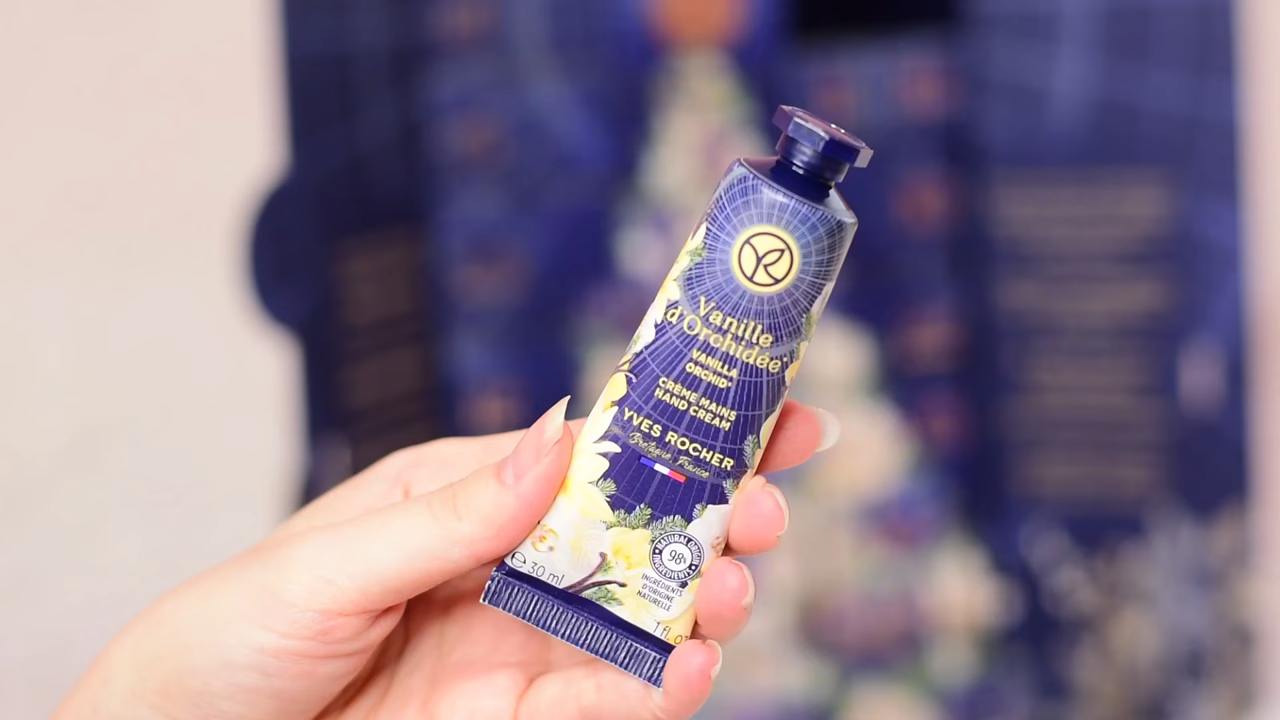 Vanille
d'Orchidée*
VANILLA
ORCHID*
CRÈME MAINS
HAND CREAM
YVES ROCHER
Bretagne, France
NATURAL ORIGIN
98%
INGREDIENTS
INGRÉDIENTS
D'ORIGINE
NATURELLE
℮ 30 ml
1 fl. oz